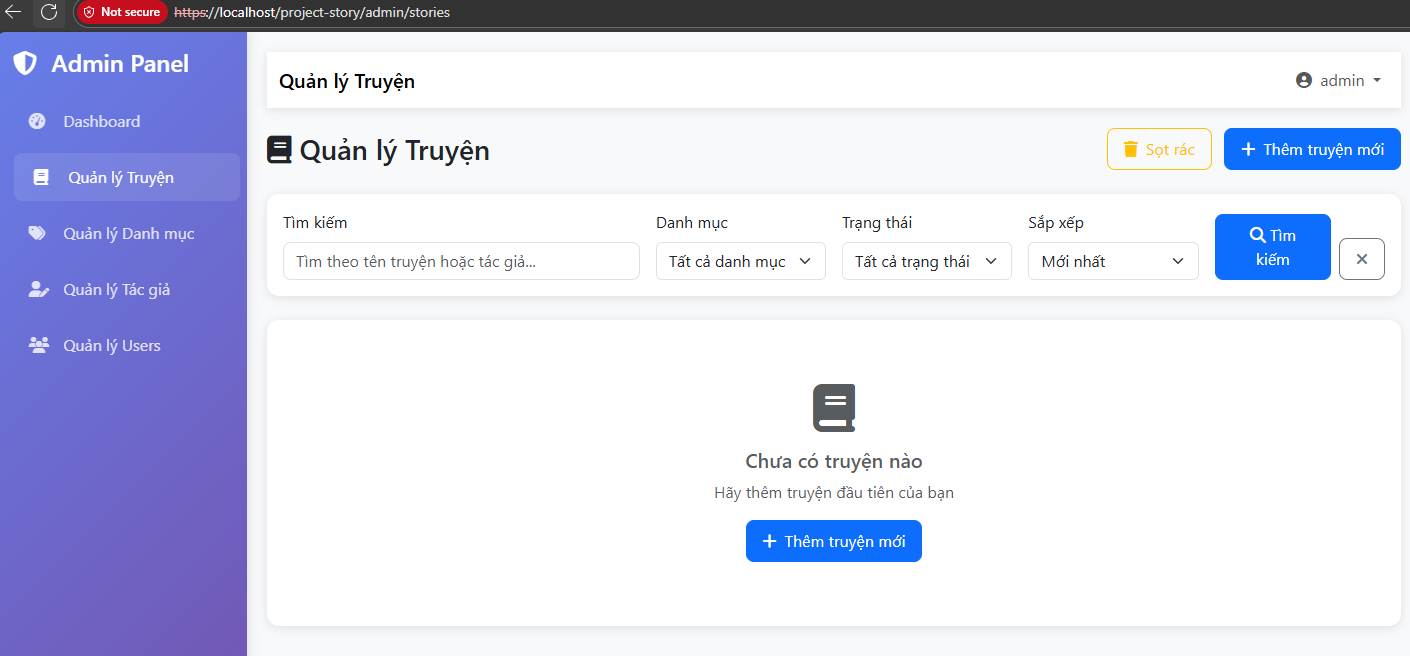 Not secure https://localhost/project-story/admin/stories
Admin Panel
Dashboard
Quản lý Truyện
Quản lý Danh mục
Quản lý Tác giả
Quản lý Users
Quản lý Truyện
admin
Quản lý Truyện
Sọt rác
Thêm truyện mới
Tìm kiếm
Danh mục
Trạng thái
Sắp xếp
Tìm theo tên truyện hoặc tác giả...
Tất cả danh mục
Tất cả trạng thái
Mới nhất
Tìm
kiếm
Chưa có truyện nào
Hãy thêm truyện đầu tiên của bạn
Thêm truyện mới